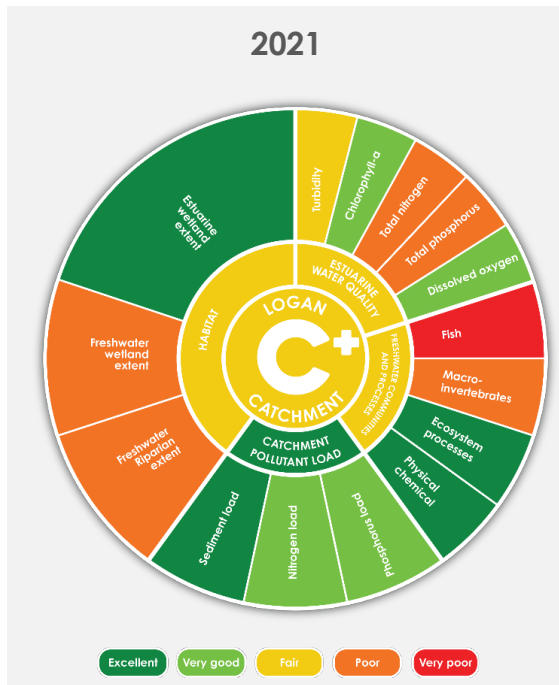 2021
Turbidity
Chlorophyll-a
Total nitrogen
Total phosphorus
Dissolved oxygen
Fish
Macro-
Invertebrates
Ecosystem
processes
Physical
chemical
Phosphorus load
Nitrogen load
Sediment load
Freshwater
Riparian
extent
Freshwater
wetland
extent
Estuarine
wetland
extent
ESTUARINE
WATER QUALITY
FRESHWATER COMMUNITIES
AND PROCESSES
CATCHMENT
POLLUTANT LOAD
HABITAT
LOGAN
C+
CATCHMENT
Excellent
Very good
Fair
Poor
Very poor